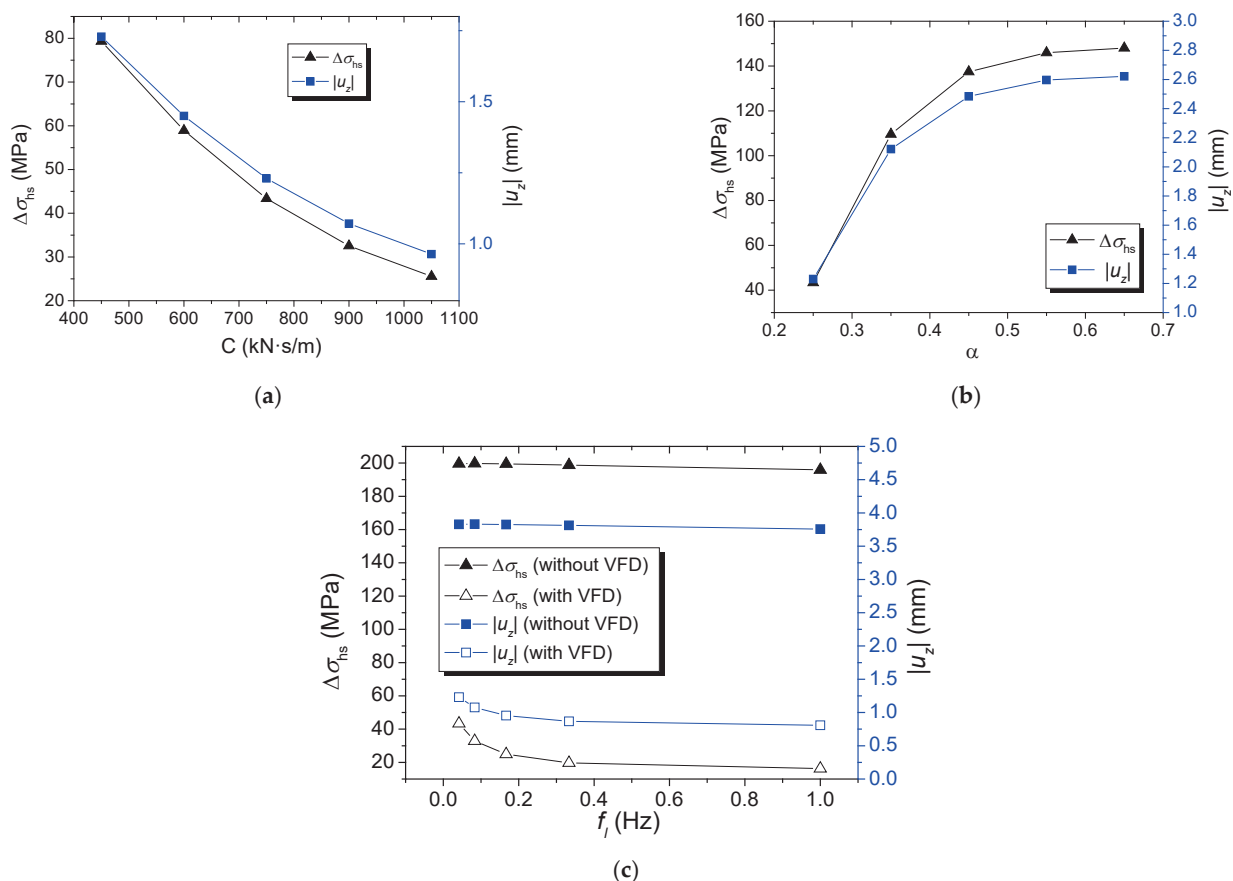 80
70
60
50
40
30
20
Δσhs (MPa)
1.5
1.0
|uz| (mm)
Δσhs
|uz|
400 500 600 700 800 900 1000 1100
C (kN·s/m)
(a)
160
140
120
100
80
60
40
Δσhs (MPa)
3.0
2.8
2.6
2.4
2.2
2.0
1.8
1.6
1.4
1.2
1.0
|uz| (mm)
Δσhs
|uz|
0.2 0.3 0.4 0.5 0.6 0.7
α
(b)
200
180
160
140
120
100
80
60
40
20
Δσhs (MPa)
5.0
4.5
4.0
3.5
3.0
2.5
2.0
1.5
1.0
0.5
0.0
|uz| (mm)
Δσhs (without VFD)
Δσhs (with VFD)
|uz| (without VFD)
|uz| (with VFD)
0.0 0.2 0.4 0.6 0.8 1.0
fl (Hz)
(c)